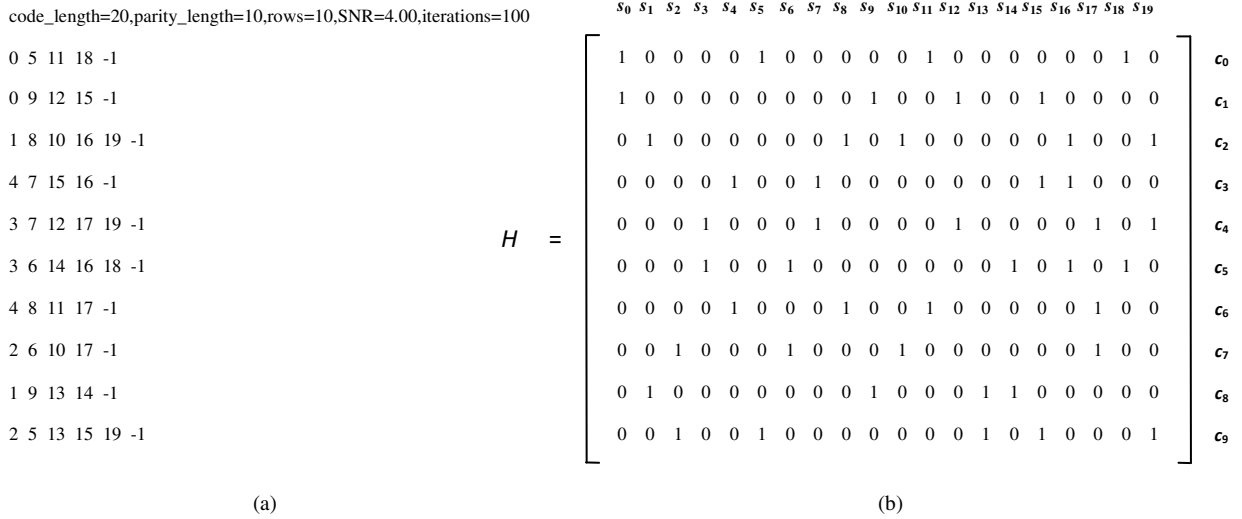 code_length=20,parity_length=10,rows=10,SNR=4.00,iterations=100
0 5 11 18 -1
0 9 12 15 -1
1 8 10 16 19 -1
4 7 15 16 -1
3 7 12 17 19 -1
3 6 14 16 18 -1
4 8 11 17 -1
2 6 10 17 -1
1 9 13 14 -1
2 5 13 15 19 -1
(a)
s0 s1 s2 s3 s4 s5 s6 s7 s8 s9 s10 s11 s12 s13 s14 s15 s16 s17 s18 s19
1 0 0 0 0 1 0 0 0 0 0 1 0 0 0 0 0 0 1 0 c0
1 0 0 0 0 0 0 0 0 1 0 0 1 0 0 1 0 0 0 0 c1
0 1 0 0 0 0 0 0 1 0 1 0 0 0 0 0 1 0 0 1 c2
0 0 0 0 1 0 0 1 0 0 0 0 0 0 0 1 1 0 0 0 c3
0 0 0 1 0 0 0 1 0 0 0 0 1 0 0 0 0 1 0 1 c4
H =
0 0 0 1 0 0 1 0 0 0 0 0 0 0 1 0 1 0 1 0 c5
0 0 0 0 1 0 0 0 1 0 0 1 0 0 0 0 0 1 0 0 c6
0 0 1 0 0 0 1 0 0 0 1 0 0 0 0 0 0 1 0 0 c7
0 1 0 0 0 0 0 0 0 1 0 0 0 1 1 0 0 0 0 0 c8
0 0 1 0 0 1 0 0 0 0 0 0 0 1 0 1 0 0 0 1 c9
(b)